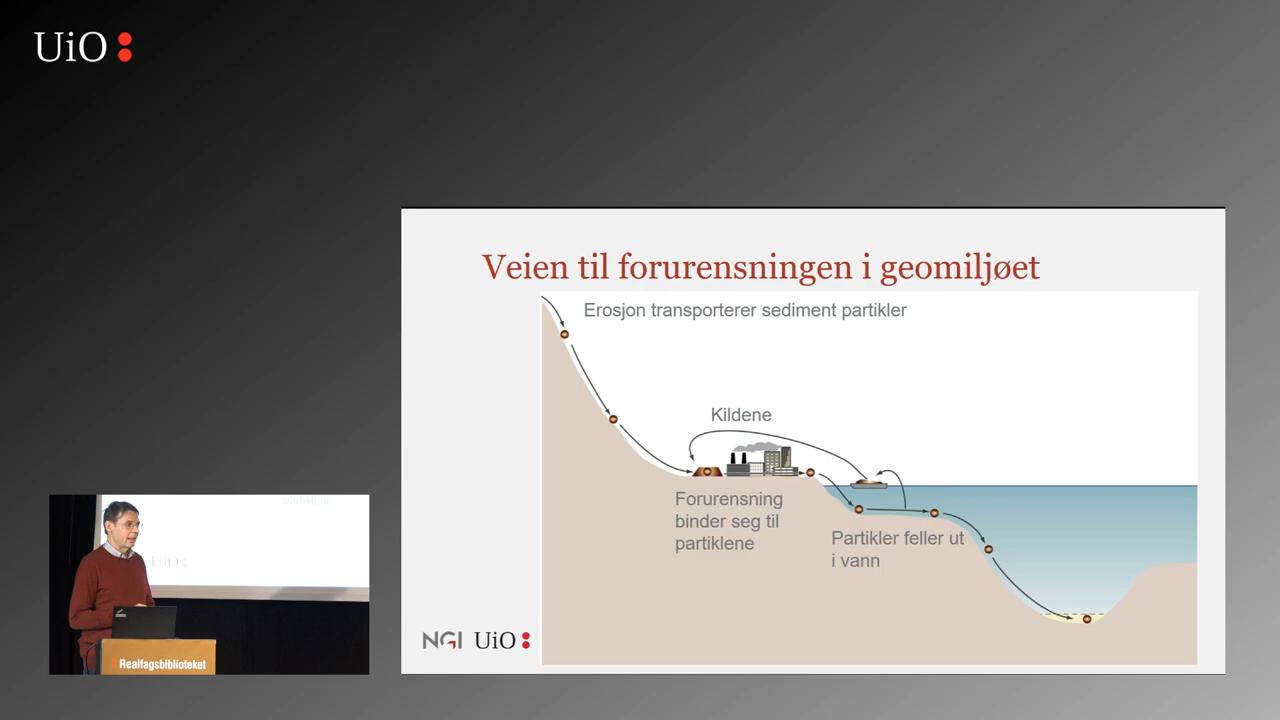 UiO
Veien til forurensningen i geomiljøet
Erosjon transporterer sediment partikler
Kildene
Forurensning
binder seg til
partiklene
Partikler feller ut
i vann
NGI UiO
UiO
Realfagsbiblioteket